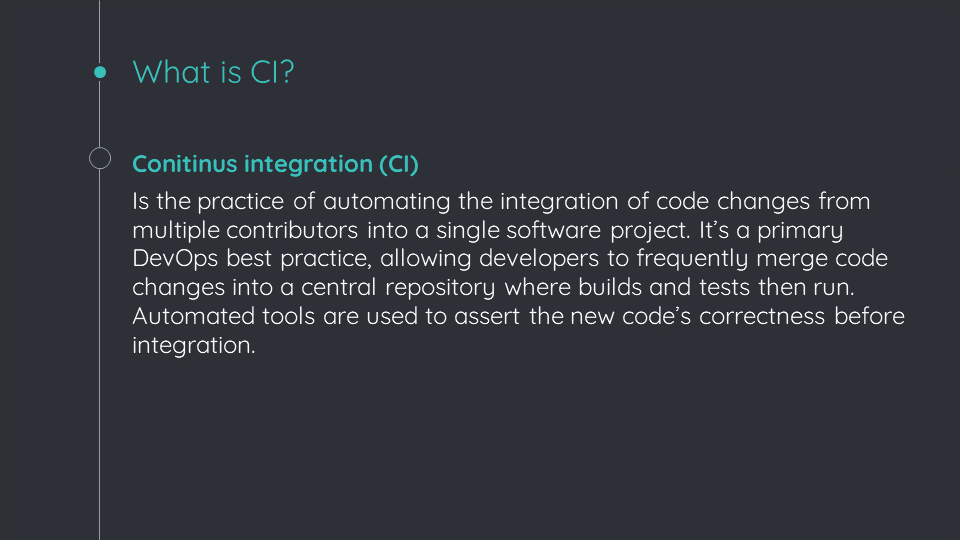 What is CI?
Conitinus integration (CI)
Is the practice of automating the integration of code changes from
multiple contributors into a single software project. It’s a primary
DevOps best practice, allowing developers to frequently merge code
changes into a central repository where builds and tests then run.
Automated tools are used to assert the new code’s correctness before
integration.